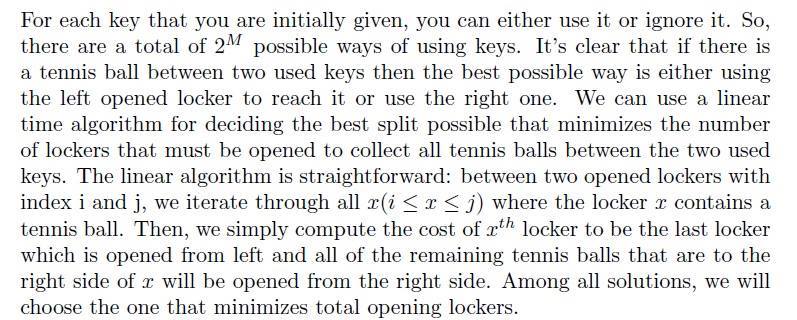 For each key that you are initially given, you can either use it or ignore it. So,
there are a total of 2^M possible ways of using keys. It's clear that if there is
a tennis ball between two used keys then the best possible way is either using
the left opened locker to reach it or use the right one. We can use a linear
time algorithm for deciding the best split possible that minimizes the number
of lockers that must be opened to collect all tennis balls between the two used
keys. The linear algorithm is straightforward: between two opened lockers with
index i and j, we iterate through all x(i ≤ x ≤ j) where the locker x contains a
tennis ball. Then, we simply compute the cost of x^th locker to be the last locker
which is opened from left and all of the remaining tennis balls that are to the
right side of x will be opened from the right side. Among all solutions, we will
choose the one that minimizes total opening lockers.